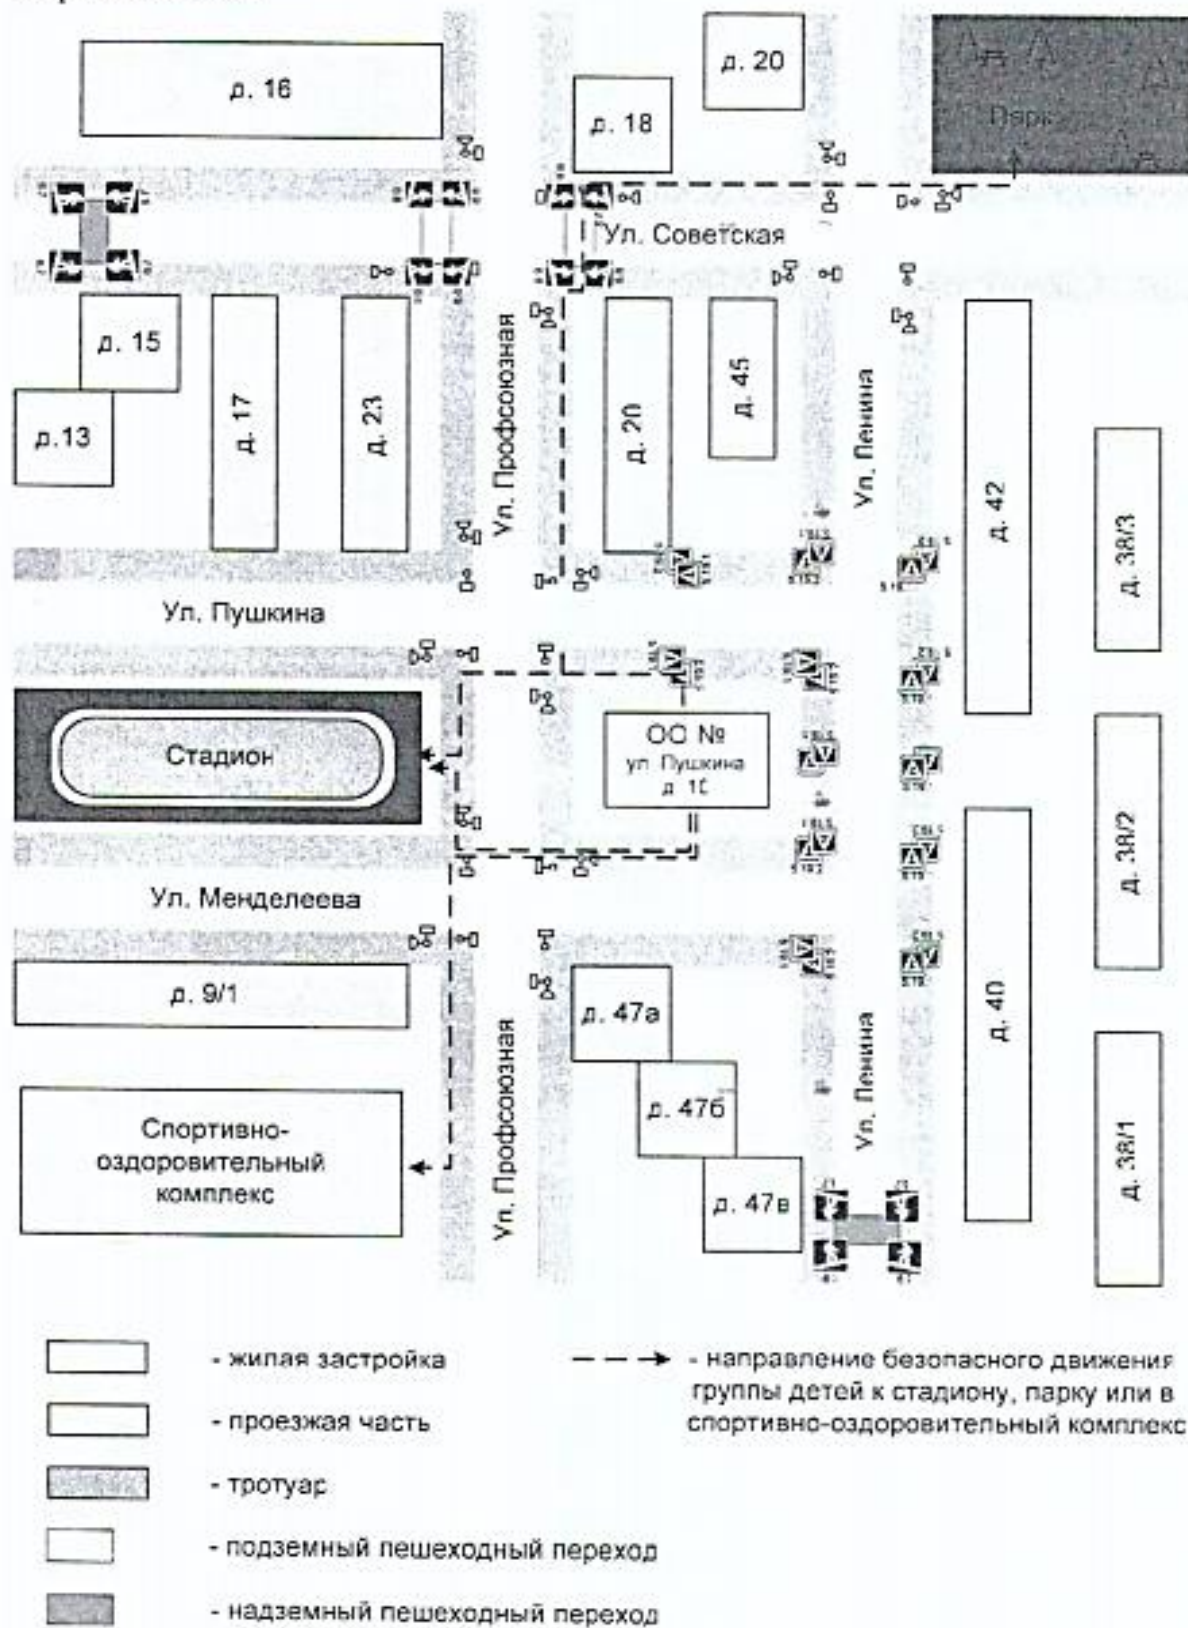 д. 16
д. 20
д. 18
Парк
Ул. Советская
д. 15
д.13
д. 17
д. 23
Ул. Профсоюзная
д. 20
д. 45
Ул. Ленина
д. 42
д. 38/3
Ул. Пушкина
Стадион
ОО №
ул. Пушкина
д. 38/2
Ул. Менделеева
д. 9/1
д. 47а
д. 40
Ул. Профсоюзная
д. 47б
Ул. Ленина
Спортивно-
оздоровительный
комплекс
д. 47в
д. 38/1
- жилая застройка
- проезжая часть
- тротуар
- подземный пешеходный переход
- надземный пешеходный переход
- направление безопасного движения
группы детей к стадиону, парку или в
спортивно-оздоровительный комплекс